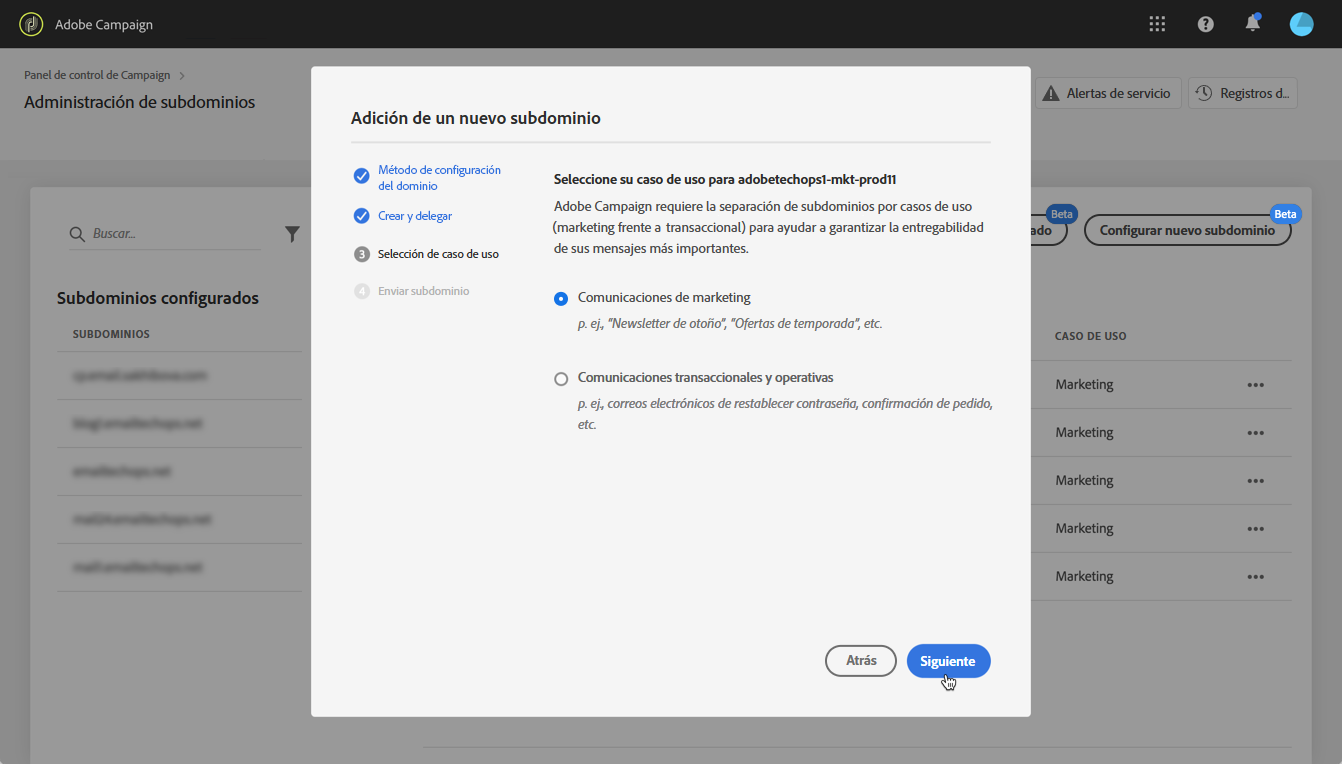 Adobe Campaign
Panel de control de Campaign
Administración de subdominios
Alertas de servicio
Registros d...
Adición de un nuevo subdominio
Método de configuración
del dominio
Crear y delegar
3 Selección de caso de uso
4 Enviar subdominio
Seleccione su caso de uso para adobetechops1-mkt-prod11
Adobe Campaign requiere la separación de subdominios por casos de uso
(marketing frente a transaccional) para ayudar a garantizar la entregabilidad
de sus mensajes más importantes.
Comunicaciones de marketing
p. ej., "Newsletter de otoño", "Ofertas de temporada", etc.
Comunicaciones transaccionales y operativas
p. ej., correos electrónicos de restablecer contraseña, confirmación de pedido,
etc.
Atrás
Siguiente
Buscar...
Beta
ado
Beta
Configurar nuevo subdominio
Subdominios configurados
SUBDOMINIOS
CASO DE USO
Marketing
Marketing
Marketing
Marketing
Marketing